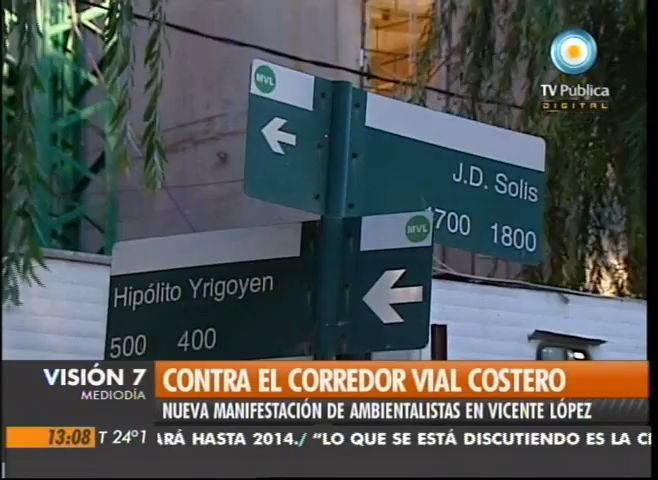 MVL
TV Pública
DIGITAL
J.D. Solis
1700 1800
MVL
Hipólito Yrigoyen
500 400
VISIÓN 7
MEDIODÍA
CONTRA EL CORREDOR VIAL COSTERO
NUEVA MANIFESTACIÓN DE AMBIENTALISTAS EN VICENTE LÓPEZ
13:08 T 24°1 ARÁ HASTA 2014./ “LO QUE SE ESTÁ DISCUTIENDO ES LA